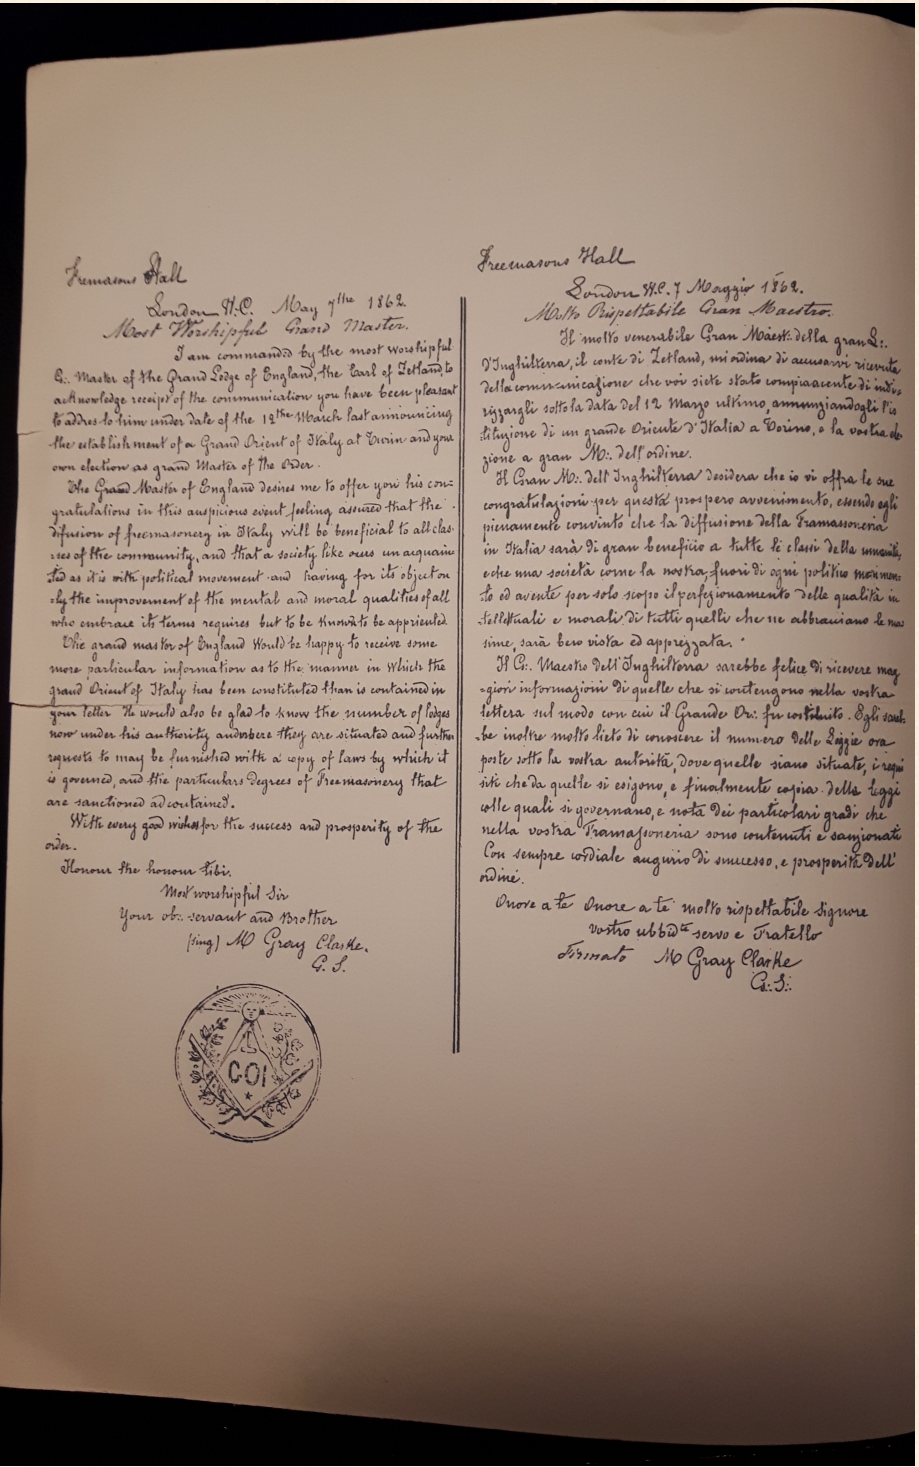 Fremasons Hall
London W.C. May 7the 1862.
Most Worshipful Grand Master.
I am commanded by the most worshipful
G∴ Master of the Grand Lodge of England, the Earl of Zetland, to
acknowledge receipt of the communication you have been pleasant
to addres to him under date of the 12the March last announcing
the establishment of a Grand Orient of Italy at Turin and your
own election as grand Master of the Order.
The Grand Master of England desires me to offer you his con=
gratulations in this auspicious event feeling assured that the
difusion of freemasonery in Italy will be beneficial to all clas-
ses of the community, and that a society like ours unacquain-
ted as it is with political movement and having for its object on
-ly the improvement of the mental and moral qualities of all
who embrace its terms requires but to be Known to be appriciated
The grand master of England Would be happy to receive some
more particular information as to the manner in Which the
grand Orient of Italy has been constituted than is contained in
your letter He would also be glad to know the number of lodges
now under his authority and where they are situated and further
requests to may be furnished with a copy of laws by which it
is governed, and the particulars Degrees of Freemasonery that
are sanctioned ad contained.
With every good wishes for the success and prosperity of the
order.
Honour the honour tibi.
Most worshipful Sir
Your ob∴ servant and Brother
(sing) M Gray Clarke.
G. S.
GOI
Freemasons Hall
London W.C. 7 Maggio 1862.
Molto Rispettabile Gran Maestro.
Il molto venerabile Gran Maest. della gran L∴
d'Inghilterra, il conte di Zetland, mi ordina di accusarvi ricevuta
della communicazione che voi siete stato compiacente di indi-
rizzargli sotto la data del 12 Marzo ultimo, annunziandogli l'is
tituzione di un grande Oriente d'Italia a Torino, e la vostra ele-
zione a gran M∴ dell'ordine.
Il Gran M∴ dell'Inghilterra desidera che io vi offra le sue
congratulazioni per questa prospero avvenimento, essendo egli
pienamente convinto che la diffusione della Framassoneria
in Italia sarà di gran beneficio a tutte le classi della umanità,
e che una società come la nostra, fuori di ogni politico movimen-
to ed avente per solo scopo il perfezionamento delle qualità in
tellettuali e morali di tutti quelli che ne abbracciano le mas
sime, sarà ben vista ed apprezzata.
Il G∴ Maestro dell'Inghilterra sarebbe felice di ricevere mag
-giori informazioni di quelle che si contengono nella vostra
lettera sul modo con cui il Grande Or∴ fu costituito. Egli sareb
-be inoltre molto lieto di conoscere il numero delle Loggie ora
poste sotto la vostra autorità, dove quelle siano situate, i requi
siti che da quelle si esigono, e finalmente copia della leggi
colle quali si governano, e nota dei particolari gradi che
nella vostra Framassoneria sono contenuti e sanzionati
Con sempre cordiale augurio di successo, e prosperità dell'
ordine.
Onore a te Onore a te molto rispettabile Signore
Vostro ubbidte servo e Fratello
Firmato M Gray Clarke
G∴ S∴